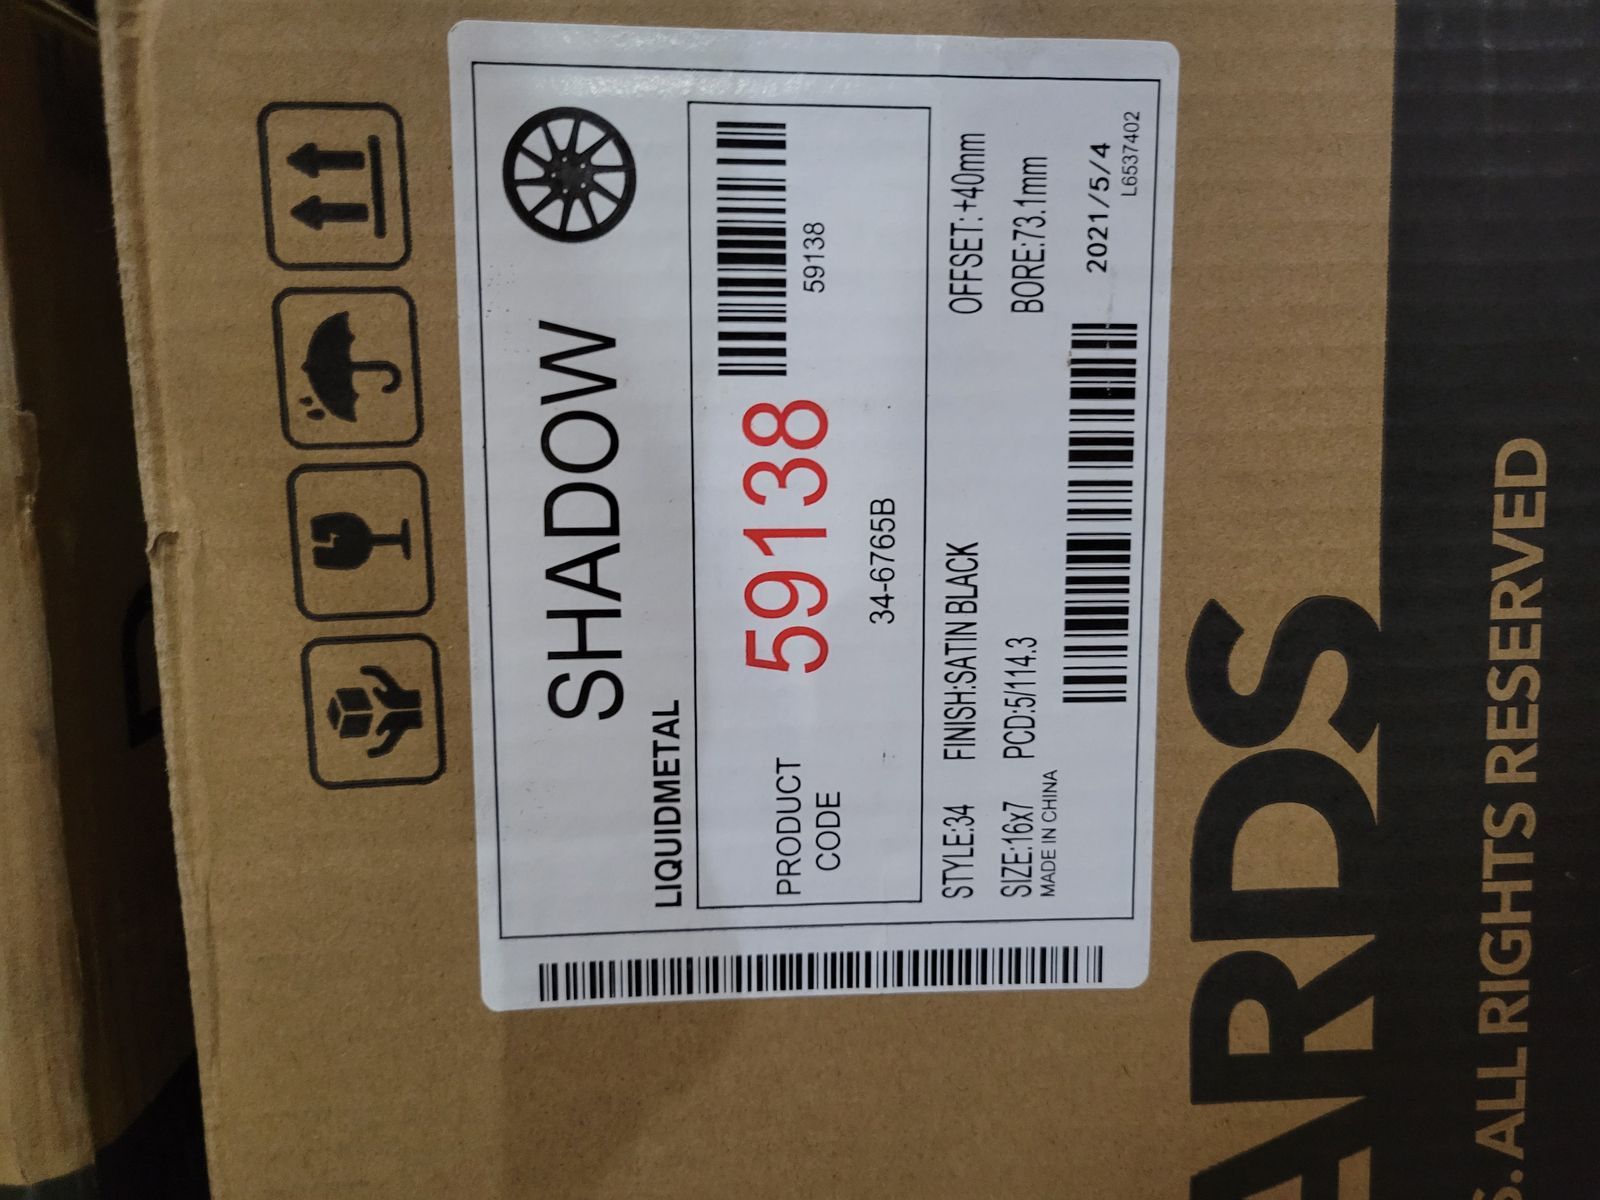 SHADOW
LIQUIDMETAL
PRODUCT
CODE
59138
59138
34-6765B
STYLE:34 FINISH:SATIN BLACK OFFSET: +40mm
SIZE:16x7 PCD:5/114.3 BORE:73.1mm
MADE IN CHINA
2021/5/4
L6537402
ARDS
S. ALL RIGHTS RESERVED